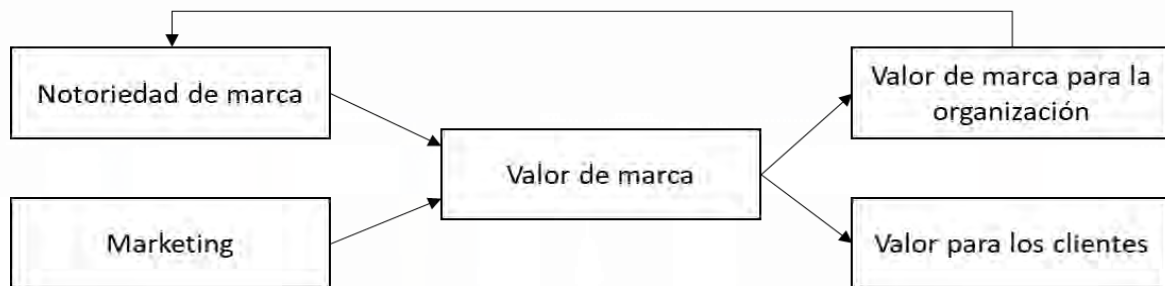 Notoriedad de marca
Valor de marca para la
organización
Valor de marca
Marketing
Valor para los clientes